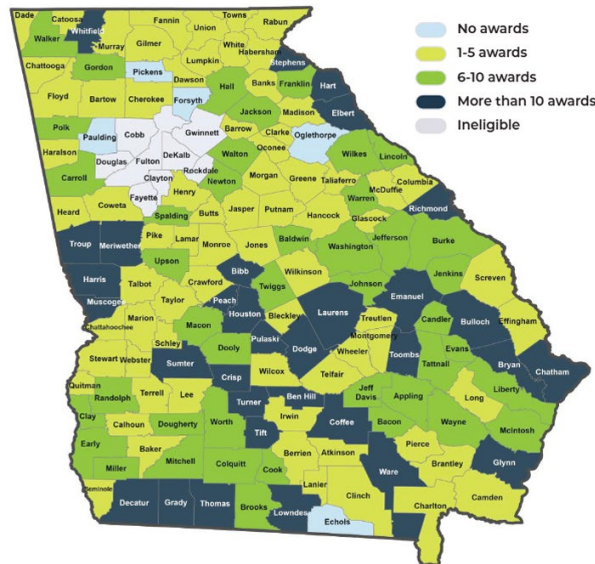 Dade
Catoosa
Fannin
Towns
Rabun
Union
Walker
Whitfield
Murray
Gilmer
White
Habersham
Lumpkin
Stephens
Chattooga
Gordon
Pickens
Dawson
Banks
Franklin
Hart
Floyd
Bartow
Cherokee
Forsyth
Hall
Jackson
Madison
Elbert
Polk
Paulding
Cobb
Gwinnett
Barrow
Clarke
Oglethorpe
Haralson
Douglas
Fulton
DeKalb
Walton
Oconee
Wilkes
Lincoln
Carroll
Clayton
Rockdale
Newton
Morgan
Greene
Taliaferro
McDuffie
Columbia
Fayette
Henry
Warren
Richmond
Heard
Coweta
Spalding
Butts
Jasper
Putnam
Hancock
Glascock
Troup
Meriwether
Pike
Lamar
Monroe
Jones
Baldwin
Washington
Jefferson
Burke
Upson
Bibb
Wilkinson
Harris
Talbot
Crawford
Twiggs
Johnson
Jenkins
Screven
Muscogee
Taylor
Peach
Houston
Bleckley
Laurens
Emanuel
Chattahoochee
Marion
Macon
Treutlen
Candler
Bulloch
Effingham
Schley
Pulaski
Montgomery
Stewart
Webster
Sumter
Dooly
Dodge
Wheeler
Toombs
Evans
Tattnall
Bryan
Chatham
Quitman
Randolph
Terrell
Lee
Crisp
Wilcox
Telfair
Jeff
Davis
Appling
Long
Liberty
Clay
Calhoun
Dougherty
Worth
Turner
Ben Hill
Irwin
Coffee
Bacon
Wayne
McIntosh
Early
Baker
Tift
Pierce
Miller
Mitchell
Colquitt
Cook
Berrien
Atkinson
Ware
Brantley
Glynn
Seminole
Decatur
Grady
Thomas
Brooks
Lowndes
Lanier
Clinch
Echols
Charlton
Camden
No awards
1-5 awards
6-10 awards
More than 10 awards
Ineligible